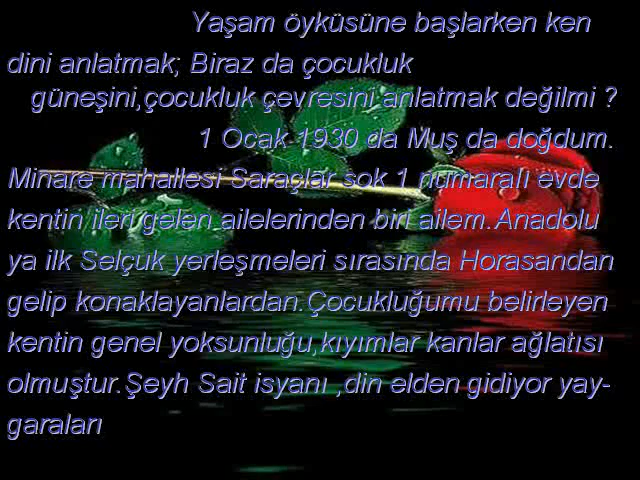 Yaşam öyküsüne başlarken ken
dini anlatmak; Biraz da çocukluk
güneşini,çocukluk çevresini anlatmak değilmi ?
1 Ocak 1930 da Muş da doğdum.
Minare mahallesi Saraçlar sok 1 numaralı evde
kentin ileri gelen ailelerinden biri ailem.Anadolu
ya ilk Selçuk yerleşmeleri sırasında Horasandan
gelip konaklayanlardan.Çocukluğumu belirleyen
kentin genel yoksunluğu,kıyımlar kanlar ağlatısı
olmuştur.Şeyh Sait isyanı ,din elden gidiyor yay-
garaları